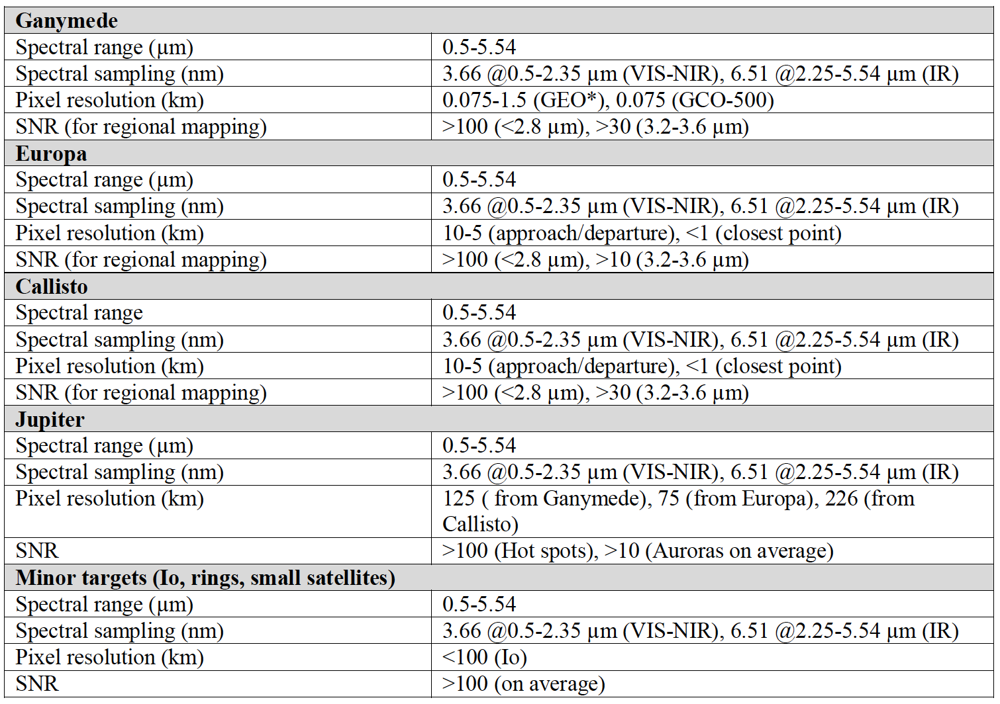 Ganymede
Spectral range (µm) 0.5-5.54
Spectral sampling (nm) 3.66 @0.5-2.35 µm (VIS-NIR), 6.51 @2.25-5.54 µm (IR)
Pixel resolution (km) 0.075-1.5 (GEO*), 0.075 (GCO-500)
SNR (for regional mapping) >100 (<2.8 µm), >30 (3.2-3.6 µm)
Europa
Spectral range (µm) 0.5-5.54
Spectral sampling (nm) 3.66 @0.5-2.35 µm (VIS-NIR), 6.51 @2.25-5.54 µm (IR)
Pixel resolution (km) 10-5 (approach/departure), <1 (closest point)
SNR (for regional mapping) >100 (<2.8 µm), >10 (3.2-3.6 µm)
Callisto
Spectral range 0.5-5.54
Spectral sampling (nm) 3.66 @0.5-2.35 µm (VIS-NIR), 6.51 @2.25-5.54 µm (IR)
Pixel resolution (km) 10-5 (approach/departure), <1 (closest point)
SNR (for regional mapping) >100 (<2.8 µm), >30 (3.2-3.6 µm)
Jupiter
Spectral range (µm) 0.5-5.54
Spectral sampling (nm) 3.66 @0.5-2.35 µm (VIS-NIR), 6.51 @2.25-5.54 µm (IR)
Pixel resolution (km) 125 ( from Ganymede), 75 (from Europa), 226 (from
Callisto)
SNR >100 (Hot spots), >10 (Auroras on average)
Minor targets (Io, rings, small satellites)
Spectral range (µm) 0.5-5.54
Spectral sampling (nm) 3.66 @0.5-2.35 µm (VIS-NIR), 6.51 @2.25-5.54 µm (IR)
Pixel resolution (km) <100 (Io)
SNR >100 (on average)